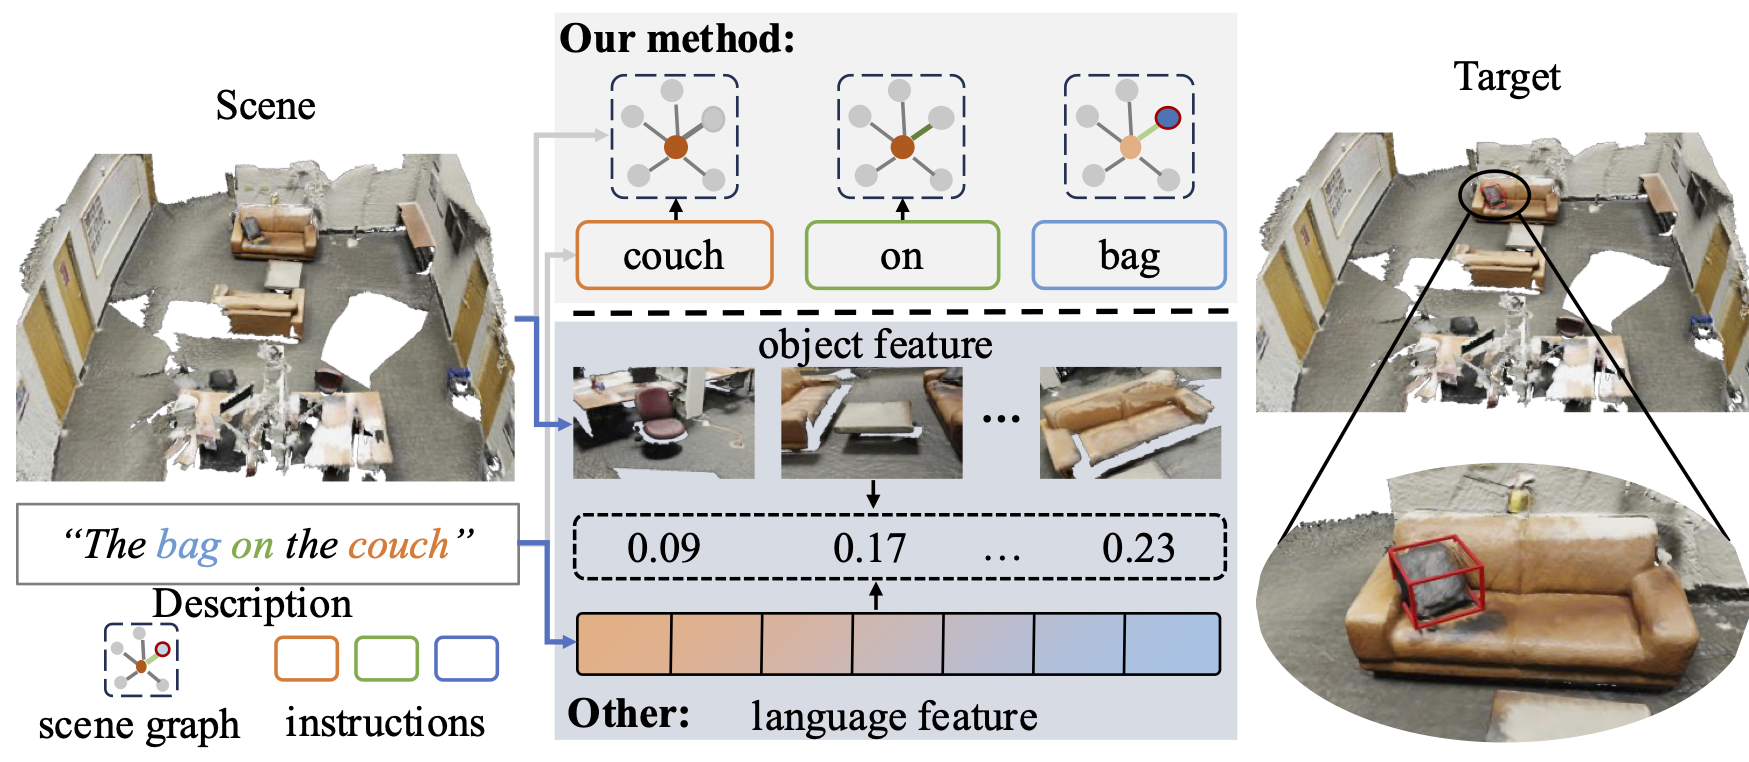 Scene
“The bag on the couch”
Description
scene graph
instructions
Our method:
couch
on
bag
object feature
...
0.09
0.17
...
0.23
Other:
language feature
Target